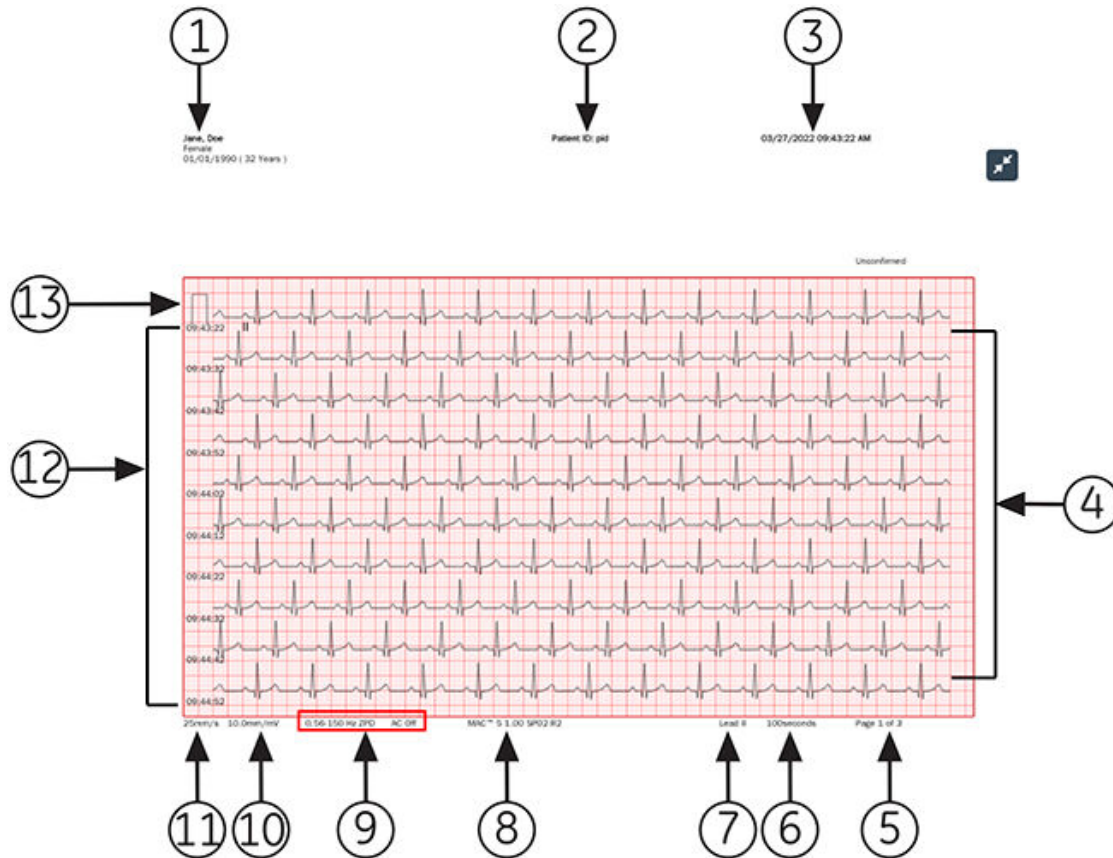 1 2 3
Jane, Doe Patient ID: pid 03/27/2022 09:43:22 AM
Female
01/01/1990 ( 32 Years )
Unconfirmed
13
09:43:22 II
09:43:32
09:43:42
09:43:52
12
09:44:02
4
09:44:12
09:44:22
09:44:32
09:44:42
09:44:52
25mm/s 10.0mm/mV 0.56-150 Hz ZPD AC Off MAC™ 5 1.00 SP02 R2 Lead II 100seconds Page 1 of 3
11 10 9 8 7 6 5